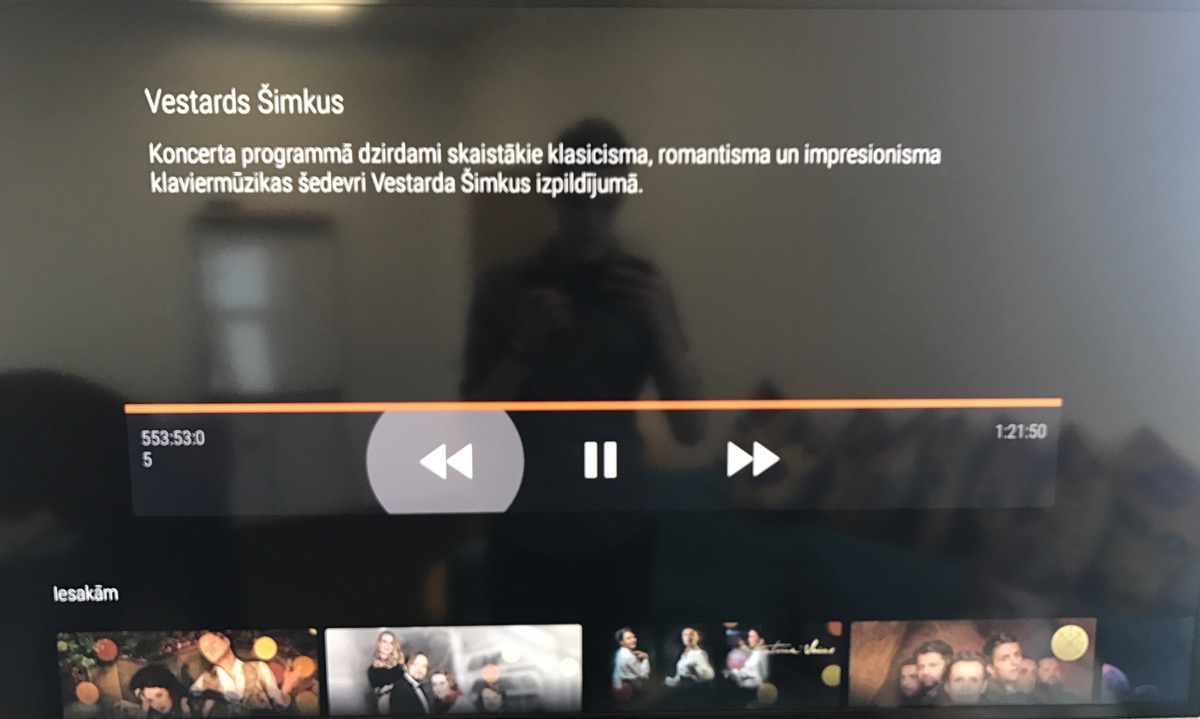 Vestards Šimkus
Koncerta programmā dzirdami skaistākie klasicisma, romantisma un impresionisma
klaviermūzikas šedevri Vestarda Šimkus izpildījumā.
553:53:0
5
1:21:50
Iesakām